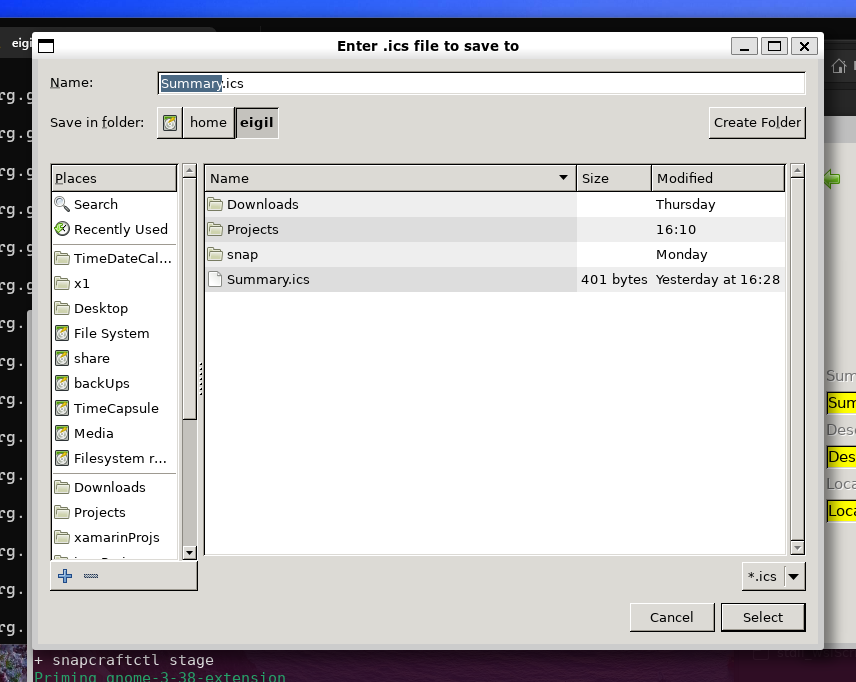 eigi
Enter .ics file to save to
Name:
Summary.ics
Save in folder:
home
eigil
Create Folder
Places
Search
Recently Used
TimeDateCal...
x1
Desktop
File System
share
backUps
TimeCapsule
Media
Filesystem r...
Downloads
Projects
xamarinProjs
Name Size Modified
Downloads Thursday
Projects 16:10
snap Monday
Summary.ics 401 bytes Yesterday at 16:28
*.ics
Cancel
Select
rg.g
rg.g
rg.g
rg.g
rg.g
rg.g
rg.
rg.
rg.
rg.
rg.
rg.
rg.
rg.
rg.
Sum
Sum
Des
Des
Loca
Loca
+ snapcraftctl stage
Priming gnome-3-38-extension